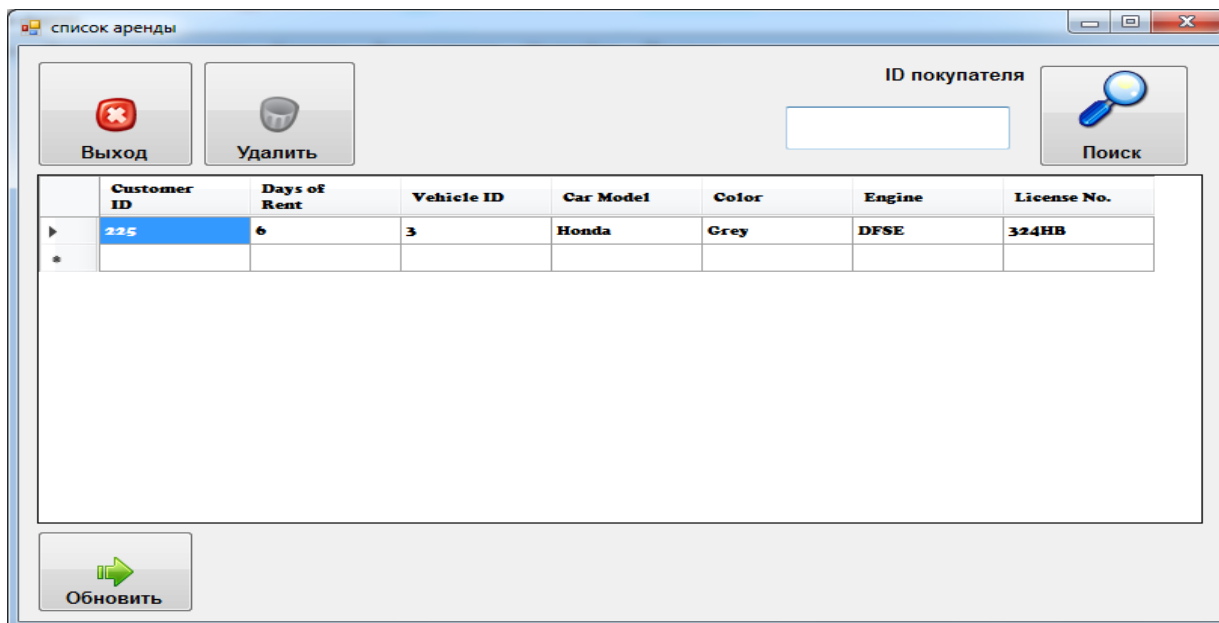 список аренды
ID покупателя
Выход
Удалить
Поиск
Customer ID Days of Rent Vehicle ID Car Model Color Engine License No.
225 6 3 Honda Grey DFSE 324HB
Обновить